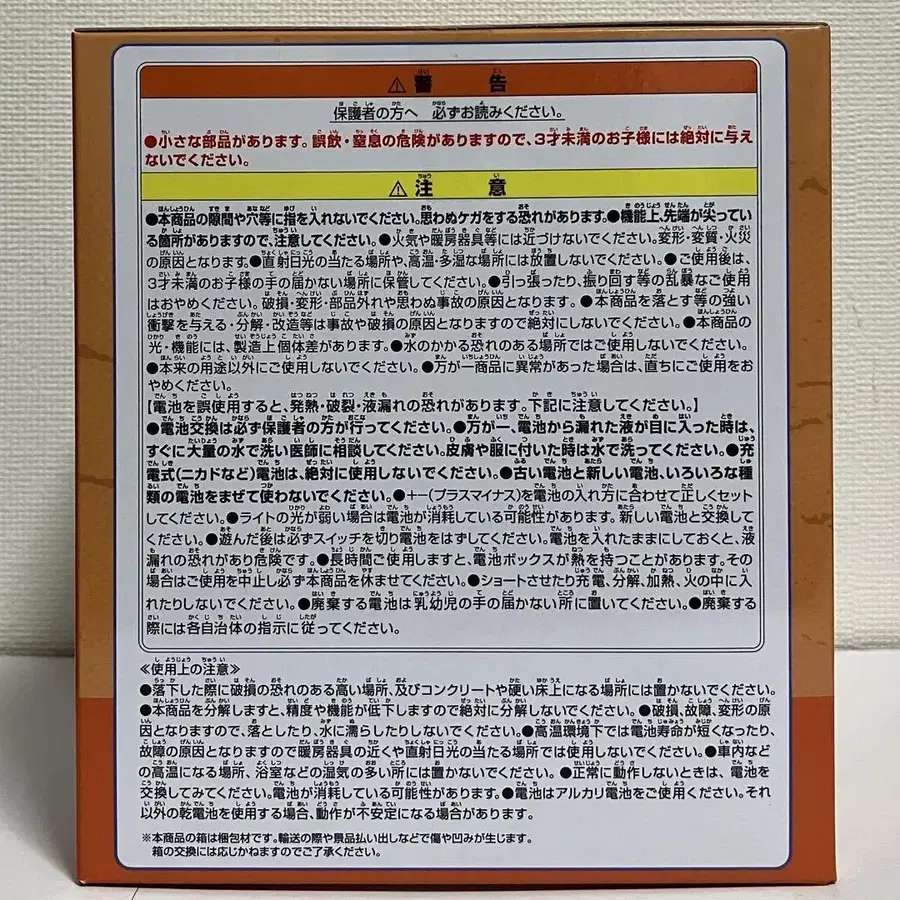 ⚠警告
保護者の方へ 必ずお読みください。
●小さな部品があります。誤飲・窒息の危険がありますので、3才未満のお子様には絶対に与え
ないでください。
⚠注意
●本商品の隙間や穴等に指を入れないでください。思わぬケガをする恐れがあります。●機能上、先端が尖ってい
る箇所がありますので、注意してください。●火気や暖房器具等には近づけないでください。変形・変質・火災
の原因となります。●直射日光の当たる場所や、高温・多湿な場所には放置しないでください。●ご使用後は、
3才未満のお子様の手の届かない場所に保管してください。●引っ張ったり、振り回す等の乱暴なご使用
はおやめください。破損・変形・部品外れや思わぬ事故の原因となります。●本商品を落とす等の強い
衝撃を与える・分解・改造等は事故や破損の原因となりますので絶対にしないでください。●本商品の
光・機能には、製造上個体差があります。●水のかかる恐れのある場所ではご使用しないでください。
●本来の用途以外にご使用しないでください。●万が一商品に異常があった場合は、直ちにご使用をお
やめください。
【電池を誤使用すると、発熱・破裂・液漏れの恐れがあります。下記に注意してください。】
●電池交換は必ず保護者の方が行ってください。●万が一、電池から漏れた液が目に入った時は、
すぐに大量の水で洗い医師に相談してください。皮膚や服に付いた時は水で洗ってください。●充
電式(ニカドなど)電池は、絶対に使用しないでください。●古い電池と新しい電池、いろいろな種
類の電池をまぜて使わないでください。●+−(プラスマイナス)を電池の入れ方に合わせて正しくセット
してください。●ライトの光が弱い場合は電池が消耗している可能性があります。新しい電池と交換して
ください。●遊んだ後は必ずスイッチを切り電池をはずしてください。電池を入れたままにしておくと、液
漏れの恐れがあり危険です。●長時間ご使用しますと、電池ボックスが熱を持つことがあります。その
場合はご使用を中止し必ず本商品を休ませてください。●ショートさせたり充電、分解、加熱、火の中に入
れたりしないでください。●廃棄する電池は乳幼児の手の届かない所に置いてください。●廃棄する
際には各自治体の指示に従ってください。
≪使用上の注意≫
●落下した際に破損の恐れのある高い場所、及びコンクリートや硬い床上になる場所には置かないでください。
●本商品を分解しますと、精度や機能が低下しますので絶対に分解しないでください。●破損、故障、変形の原
因となりますので、落としたり、水に濡らしたりしないでください。●高温環境下では電池寿命が短くなったり、
故障の原因となりますので暖房器具の近くや直射日光の当たる場所では使用しないでください。●車内など
の高温になる場所、浴室などの湿気の多い所には置かないでください。●正常に動作しないときは、電池を
交換してみてください。電池が消耗している可能性があります。●電池はアルカリ電池をご使用ください。それ
以外の乾電池を使用する場合、動作が不安定になる場合があります。
※本商品の箱は梱包材です。輸送の際や景品払い出しなどで傷や凹みが生じます。
箱の交換には応じかねますのでご了承ください。